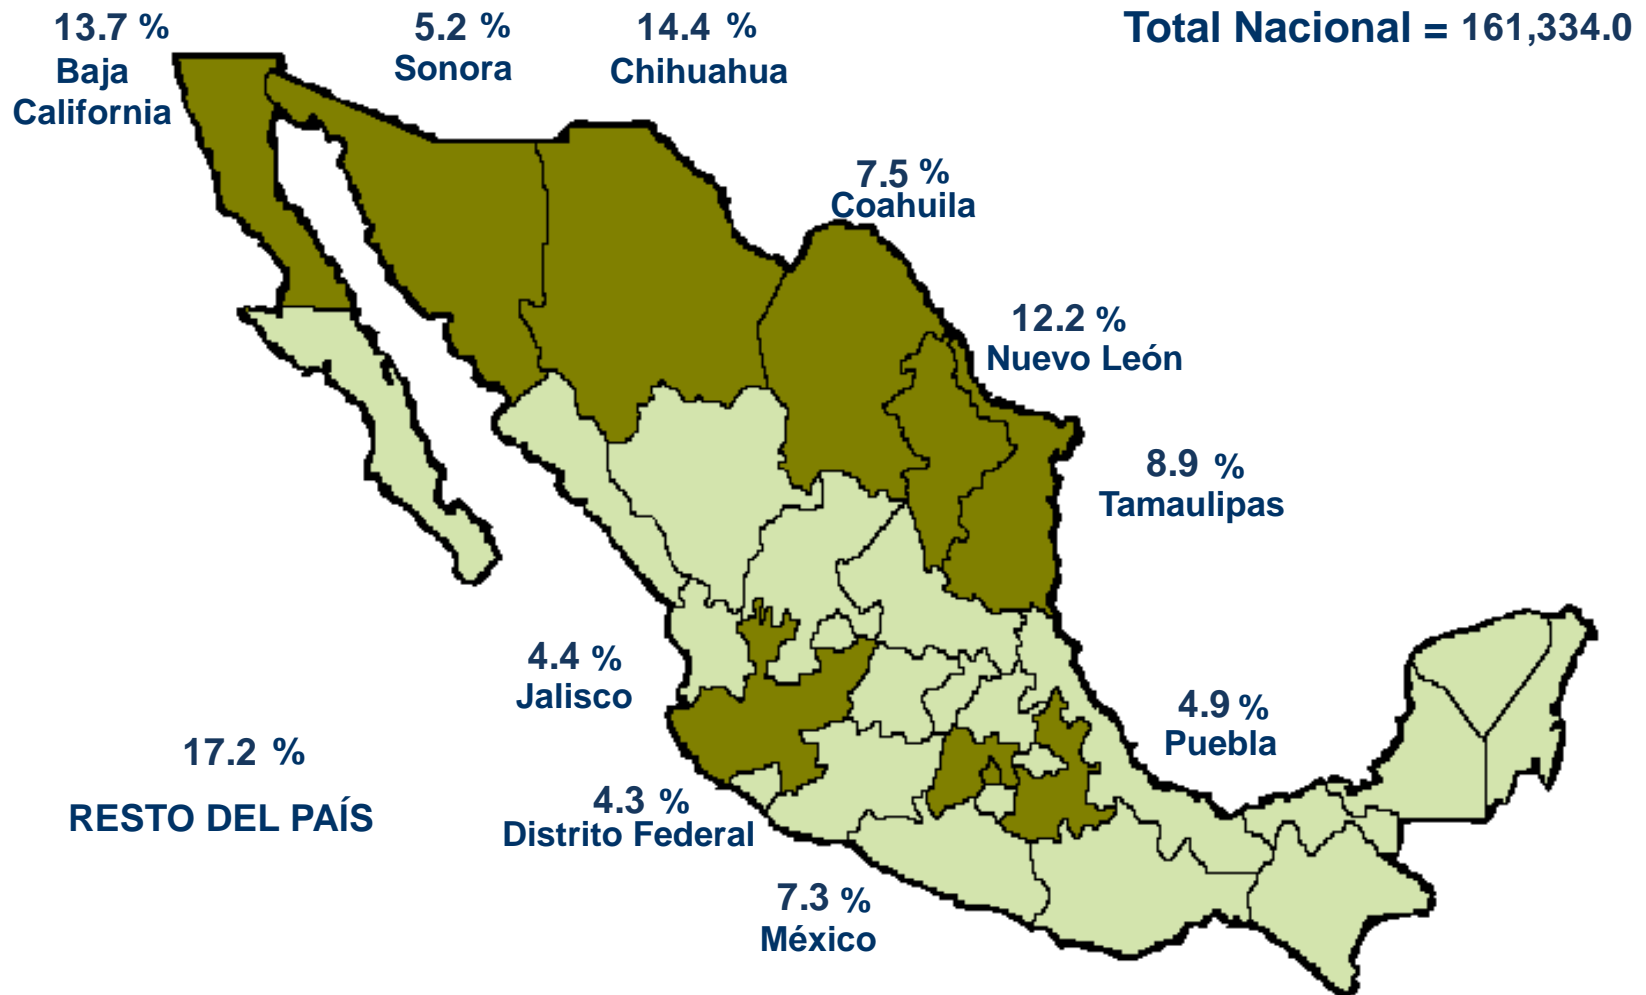 13.7 %
Baja
California
5.2 %
Sonora
14.4 %
Chihuahua
Total Nacional = 161,334.0
7.5 %
Coahuila
12.2 %
Nuevo León
8.9 %
Tamaulipas
4.4 %
Jalisco
4.9 %
Puebla
17.2 %
RESTO DEL PAÍS
4.3 %
Distrito Federal
7.3 %
México